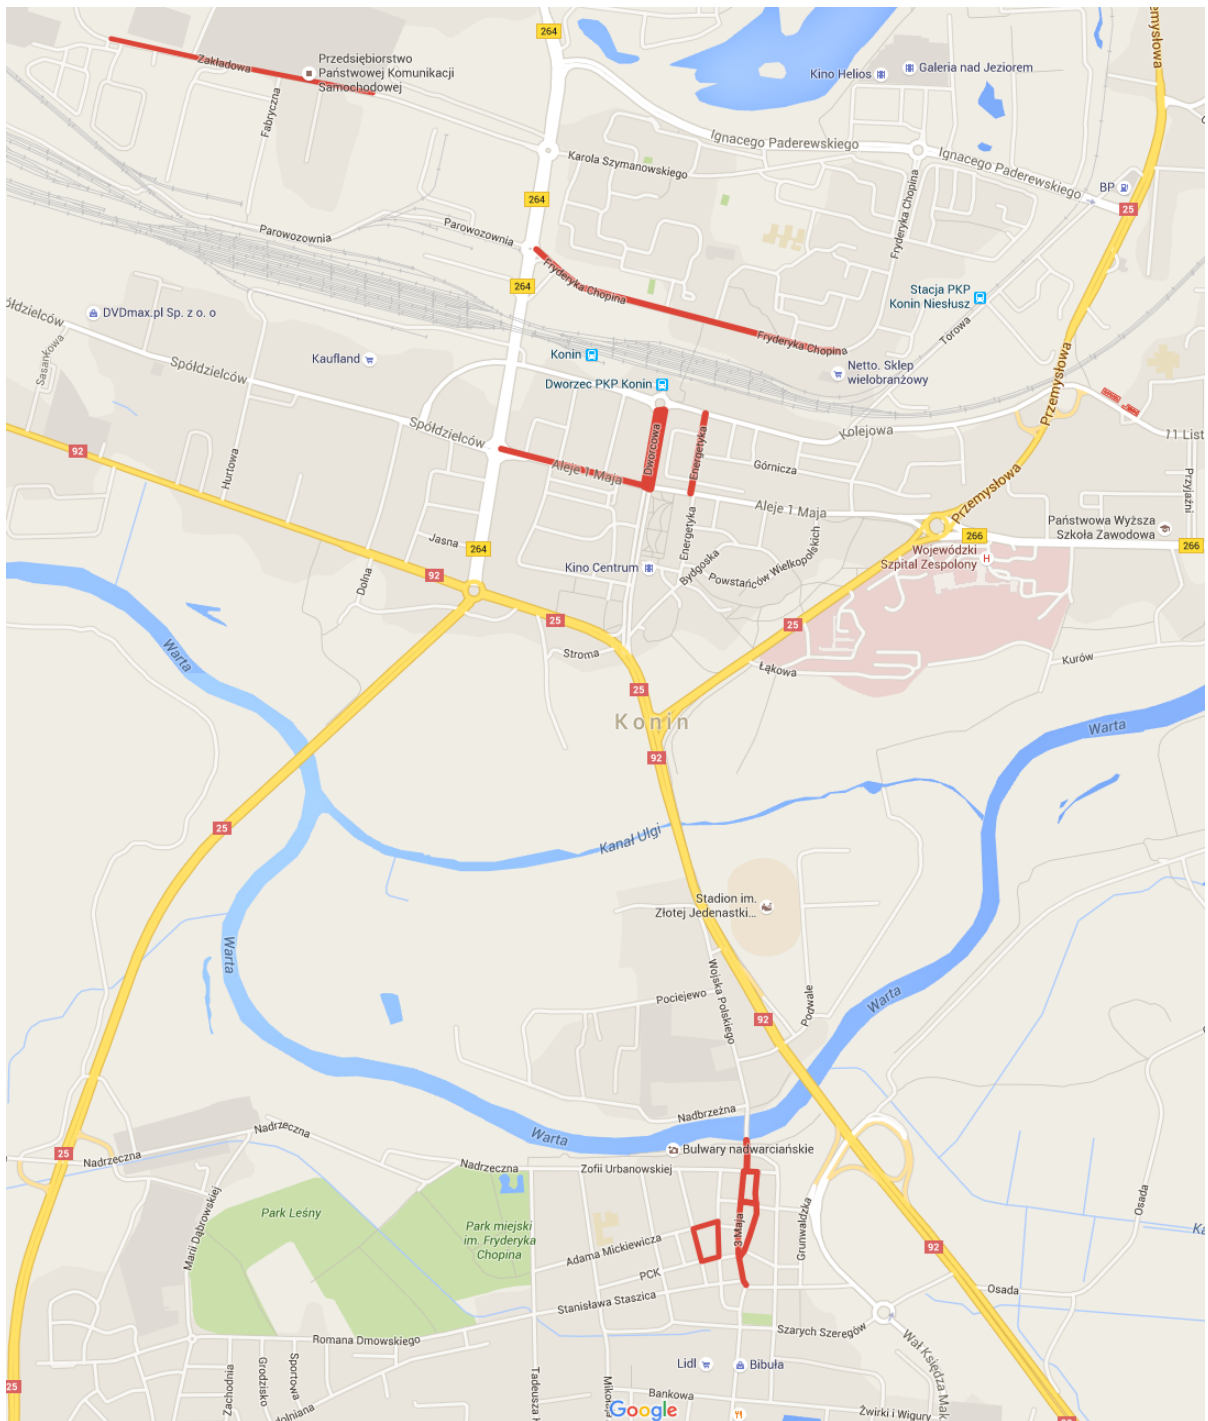 264
Przedsiębiorstwo
Państwowej Komunikacji
Samochodowej
Zakładowa
Fabryczna
Kino Helios
Galeria nad Jeziorem
Ignacego Paderewskiego
Ignacego Paderewskiego
Karola Szymanowskiego
BP
25
264
Fryderyka Chopina
Parowozownia
Parowozownia
264
Fryderyka Chopina
Stacja PKP
Konin Niesłusz
Torowa
DVDmax.pl Sp. z o. o
Sasankowa
Spółdzielców
Kaufland
Konin
Fryderyka Chopina
Netto. Sklep
wielobranżowy
Dworzec PKP Konin
Przemysłowa
Spółdzielców
Kolejowa
11 List
92
Hurtowa
Aleje 1 Maja
Dworcowa
Energetyka
Górnicza
Przemysłowa
Przyjaźni
Aleje 1 Maja
Państwowa Wyższa
Szkoła Zawodowa
266
266
Jasna
264
Energetyka
Wojewódzki
Szpital Zespolony
Kino Centrum
Bydgoska
Powstańców Wielkopolskich
92
Dolna
25
25
Warta
Stroma
Łąkowa
Kurów
25
Konin
Warta
92
25
Kanał Ulgi
Stadion im.
Złotej Jedenastki...
Warta
Wojska Polskiego
Pociejewo
Podwale
Warta
92
Nadbrzeżna
Nadrzeczna
Warta
Bulwary nadwarciańskie
25
Nadrzeczna
Nadrzeczna
Zofii Urbanowskiej
Marii Dąbrowskiej
Park Leśny
Park miejski
im. Fryderyka
Chopina
3 Maja
Grunwaldzka
Osada
Adama Mickiewicza
92
PCK
Osada
Stanisława Staszica
Romana Dmowskiego
Szarych Szeregów
Wał Księdza Mak
Lidl
Bibuła
25
Zachodnia
Grodzisko
Sportowa
Bankowa
Google
Żwirki i Wigury